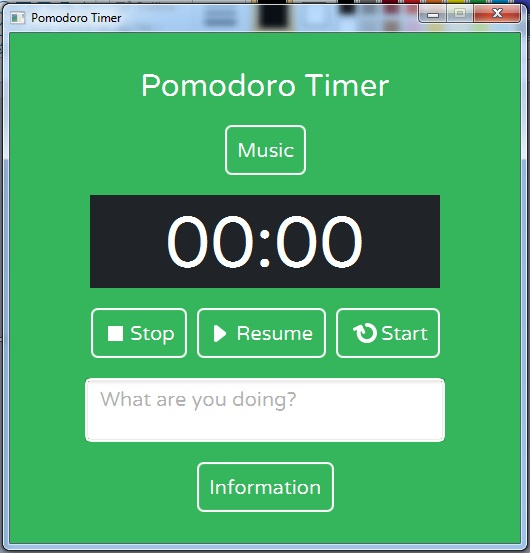 Pomodoro Timer
Pomodoro Timer
Music
00:00
Stop Resume Start
What are you doing?
Information